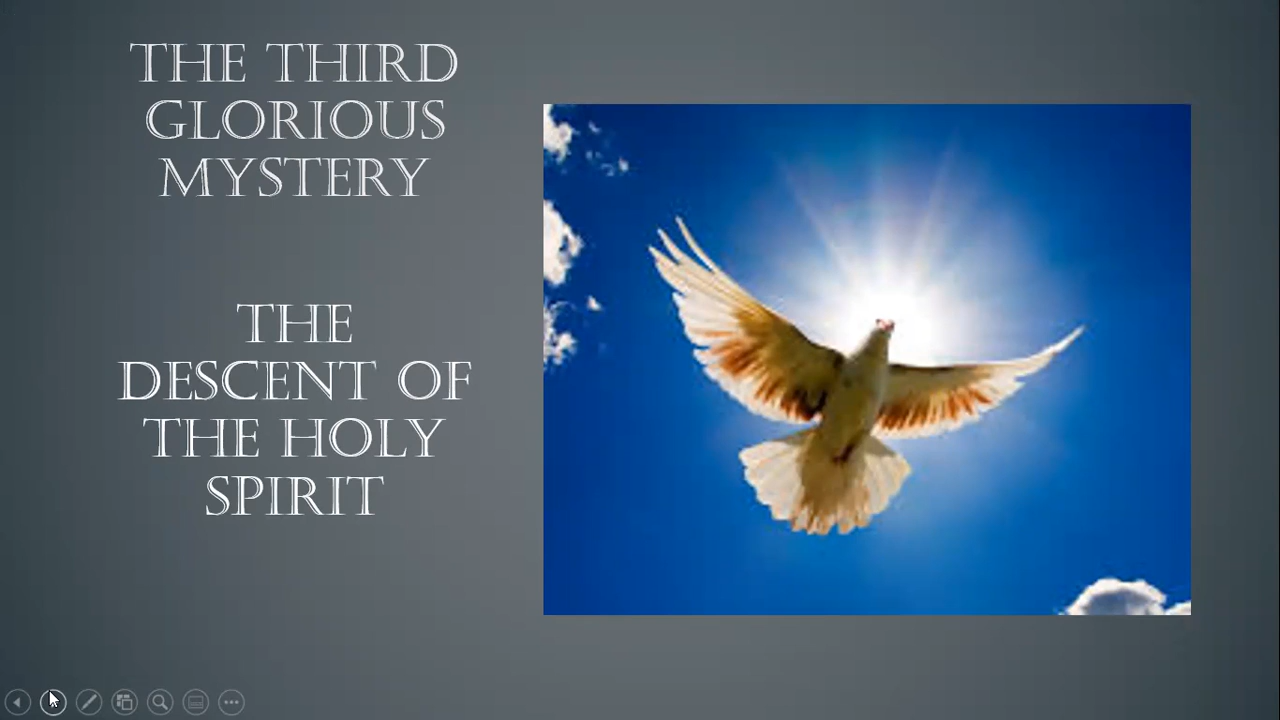 THE THIRD
GLORIOUS
MYSTERY
THE
DESCENT OF
THE HOLY
SPIRIT